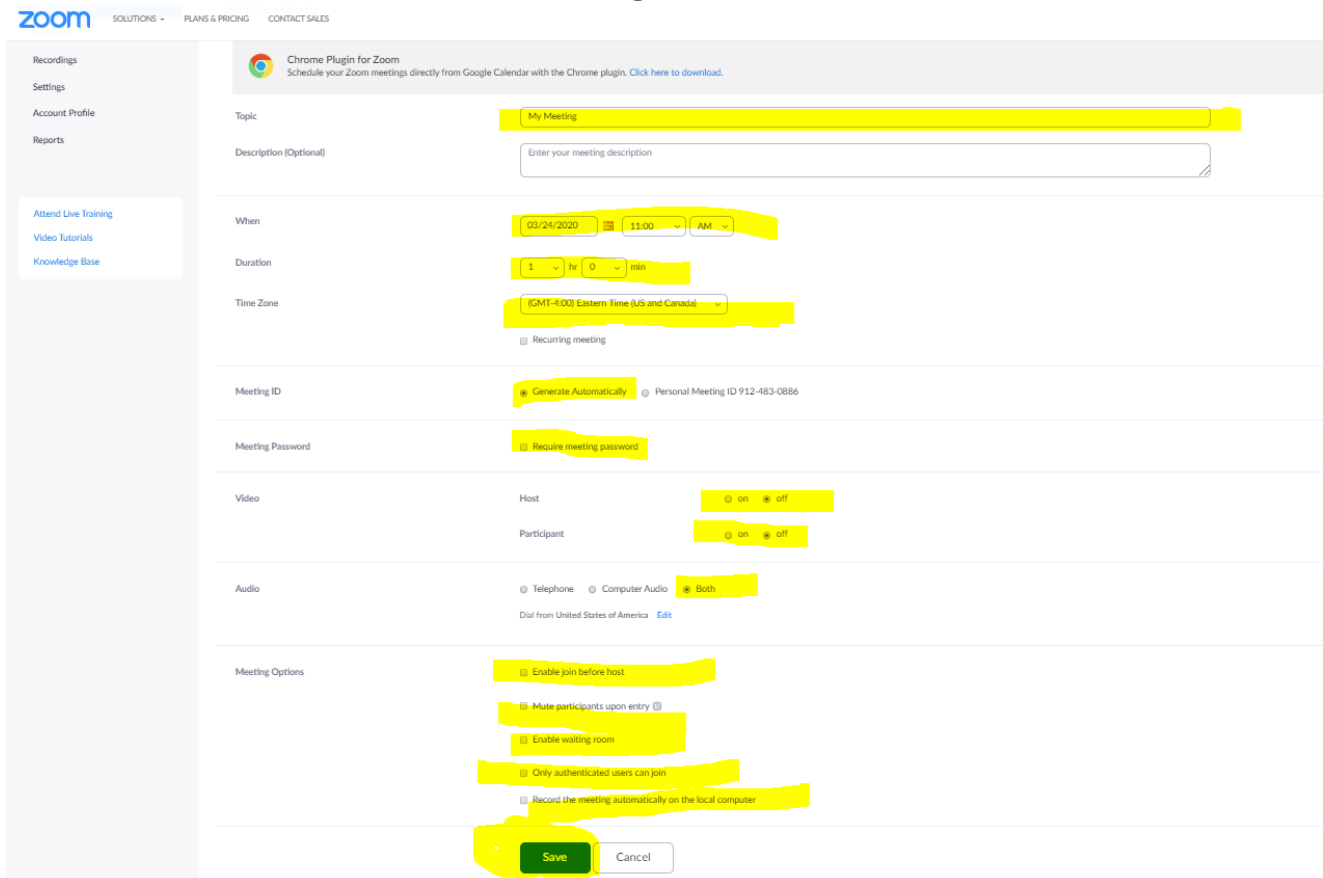 zoom SOLUTIONS PLANS & PRICING CONTACT SALES
Recordings
Settings
Account Profile
Reports
Attend Live Training
Video Tutorials
Knowledge Base
Chrome Plugin for Zoom
Schedule your Zoom meetings directly from Google Calendar with the Chrome plugin. Click here to download.
Topic My Meeting
Description (Optional) Enter your meeting description
When 03/24/2020 11:00 AM
Duration 1 hr 0 min
Time Zone (GMT-4:00) Eastern Time (US and Canada)
Recurring meeting
Meeting ID Generate Automatically Personal Meeting ID 912-483-0886
Meeting Password Require meeting password
Video Host on off
Participant on off
Audio Telephone Computer Audio Both
Dial from United States of America Edit
Meeting Options Enable join before host
Mute participants upon entry
Enable waiting room
Only authenticated users can join
Record the meeting automatically on the local computer
Save Cancel